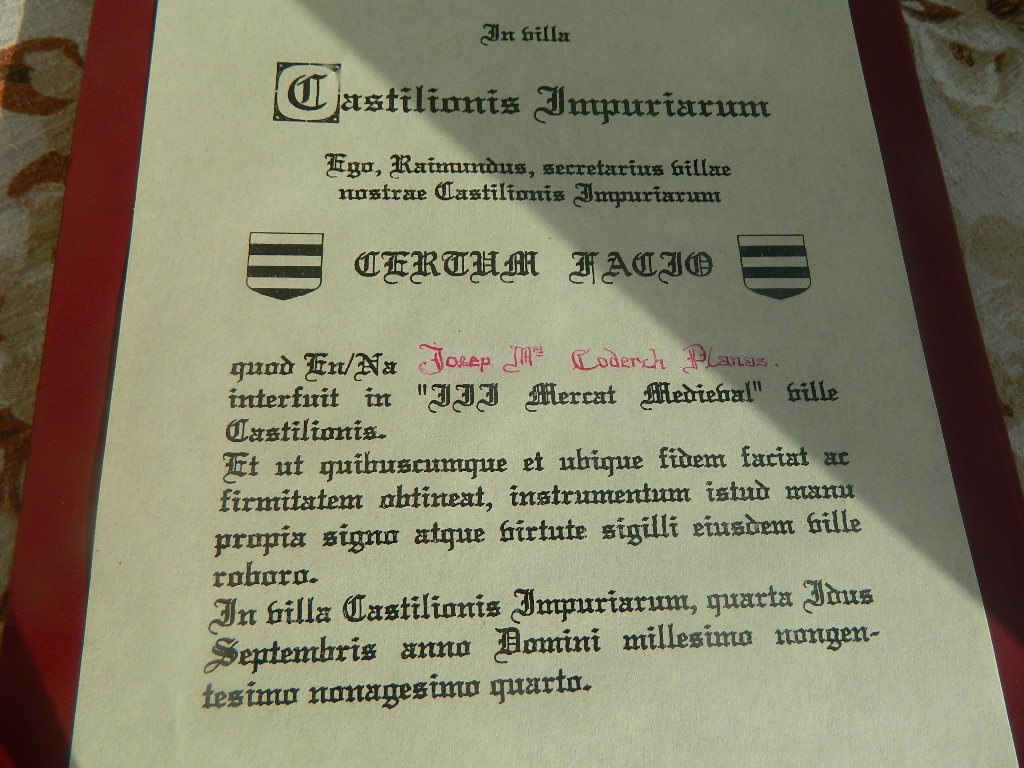 In villa
Castilionis Impuriarum
Ego, Raimundus, secretarius villae
nostrae Castilionis Impuriarum
CERTUM FACIO
quod En/Na Josep Mª Coderch Planas.
interfuit in "III Mercat Medieval" ville
Castilionis.
Et ut quibuscumque et ubique fidem faciat ac
firmitatem obtineat, instrumentum istud manu
propia signo atque virtute sigilli eiusdem ville
roboro.
In villa Castilionis Impuriarum, quarta Idus
Septembris anno Domini millesimo nongen-
tesimo nonagesimo quarto.